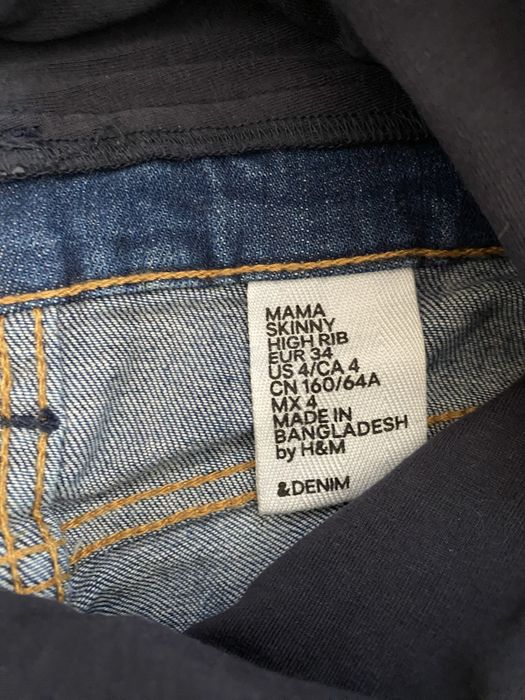 MAMA
SKINNY
HIGH RIB
EUR 34
US 4/CA 4
CN 160/64A
MX 4
MADE IN
BANGLADESH
by H&M
&DENIM